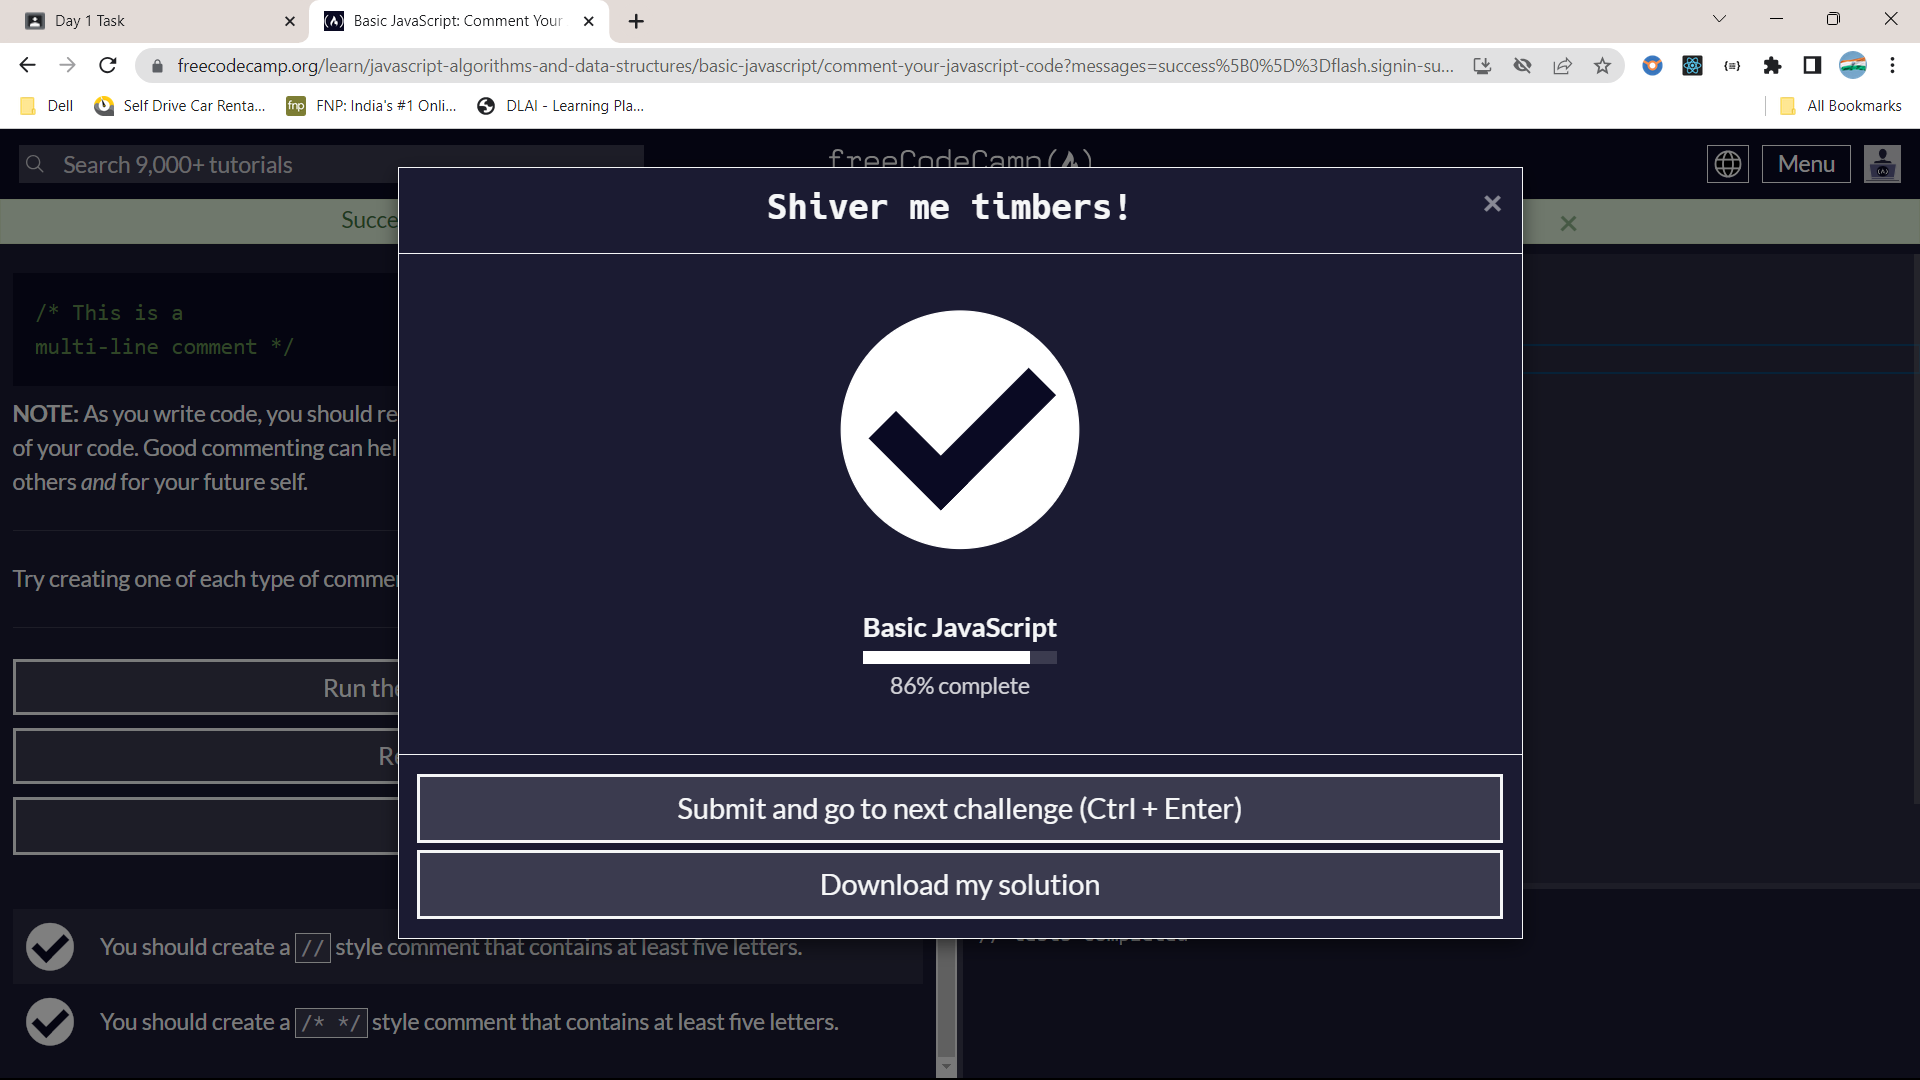 Day 1 Task
Basic JavaScript: Comment Your
freecodecamp.org/learn/javascript-algorithms-and-data-structures/basic-javascript/comment-your-javascript-code?messages=success%5B0%5D%3Dflash.signin-su...
Dell
Self Drive Car Renta...
fnp
FNP: India's #1 Onli...
DLAI - Learning Pla...
All Bookmarks
Search 9,000+ tutorials
freeCodeCamp(🔥)
Menu
Succe
Shiver me timbers!
/* This is a
multi-line comment */
NOTE: As you write code, you should re
of your code. Good commenting can hel
others and for your future self.
Try creating one of each type of comme
Run the
Re
Basic JavaScript
86% complete
Submit and go to next challenge (Ctrl + Enter)
Download my solution
You should create a // style comment that contains at least five letters.
You should create a /* */ style comment that contains at least five letters.